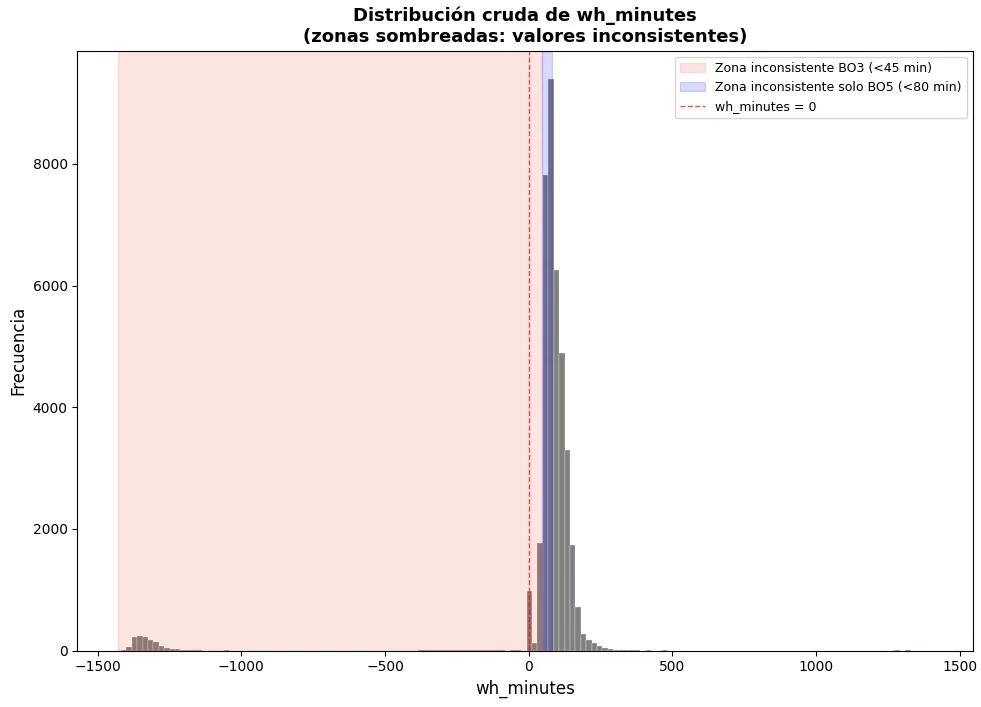 Distribución cruda de wh_minutes
(zonas sombreadas: valores inconsistentes)
Zona inconsistente BO3 (<45 min)
Zona inconsistente solo BO5 (<80 min)
wh_minutes = 0
Frecuencia
8000
6000
4000
2000
0
−1500
−1000
−500
0
500
1000
1500
wh_minutes